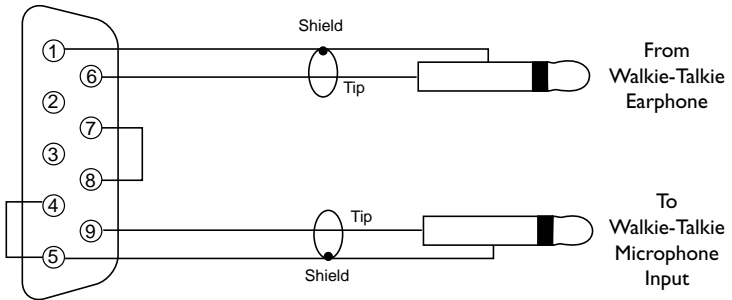 Shield
1
6
Tip
From
Walkie-Talkie
Earphone
2
7
3
8
4
9
5
Tip
Shield
To
Walkie-Talkie
Microphone
Input